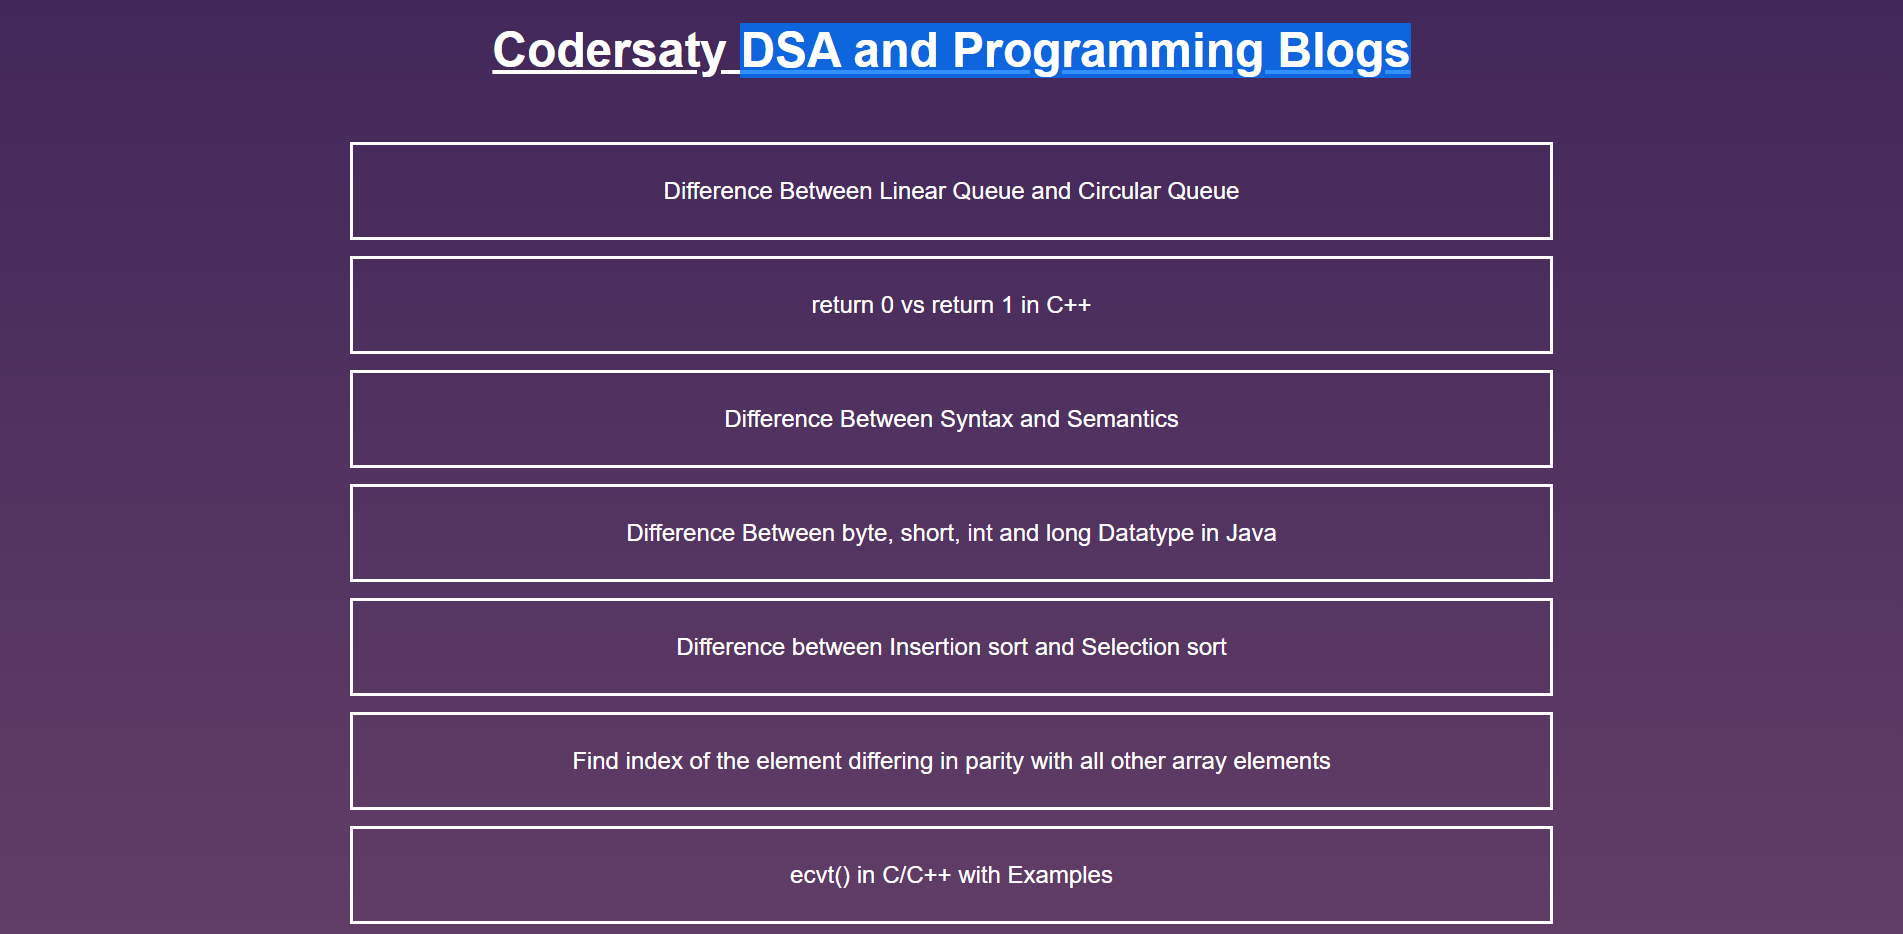 Codersaty DSA and Programming Blogs
Difference Between Linear Queue and Circular Queue
return 0 vs return 1 in C++
Difference Between Syntax and Semantics
Difference Between byte, short, int and long Datatype in Java
Difference between Insertion sort and Selection sort
Find index of the element differing in parity with all other array elements
ecvt() in C/C++ with Examples